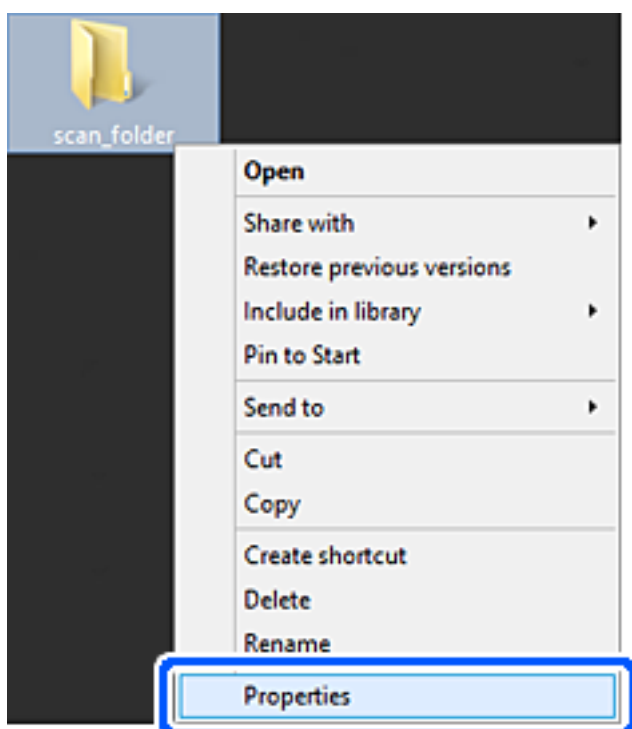 scan_folder
Open
Share with
Restore previous versions
Include in library
Pin to Start
Send to
Cut
Copy
Create shortcut
Delete
Rename
Properties